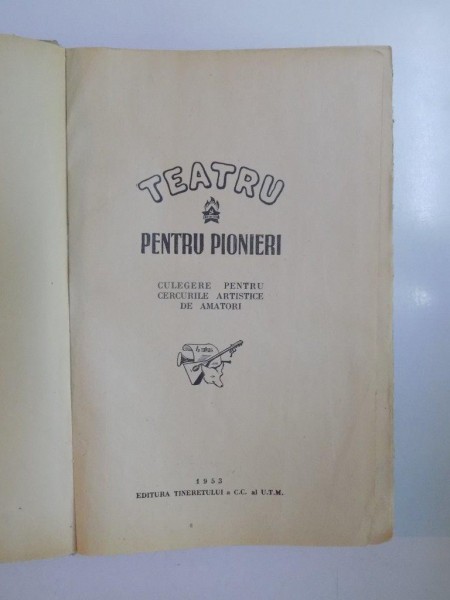 TEATRU
PENTRU PIONIERI
CULEGERE PENTRU
CERCURILE ARTISTICE
DE AMATORI
1953
EDITURA TINERETULUI a C.C. al U.T.M.